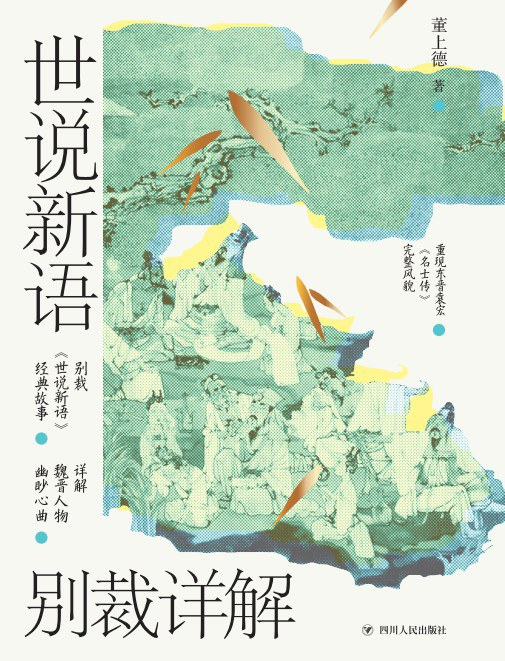 世说新语
别裁详解
董上德 著
重现东晋袁宏
《名士传》
完整风貌
别裁
《世说新语》
经典故事
详解
魏晋人物
幽眇心曲
四川人民出版社